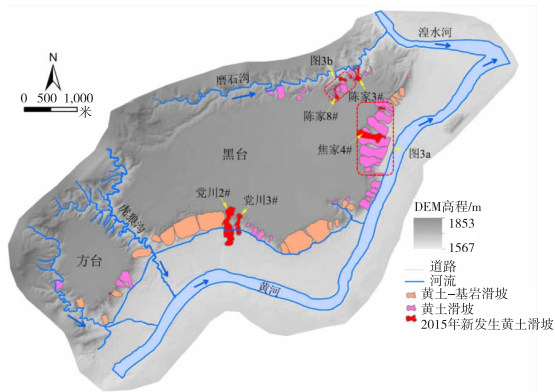 湟水河
图3b
N
磨石沟
0 500 1,000
米
陈家3#
陈家8#
黑台
焦家4#
图3a
党川2#
党川3#
虎狼沟
DEM高程/m
1853
1567
方台
道路
河流
黄河
黄土-基岩滑坡
黄土滑坡
2015年新发生黄土滑坡